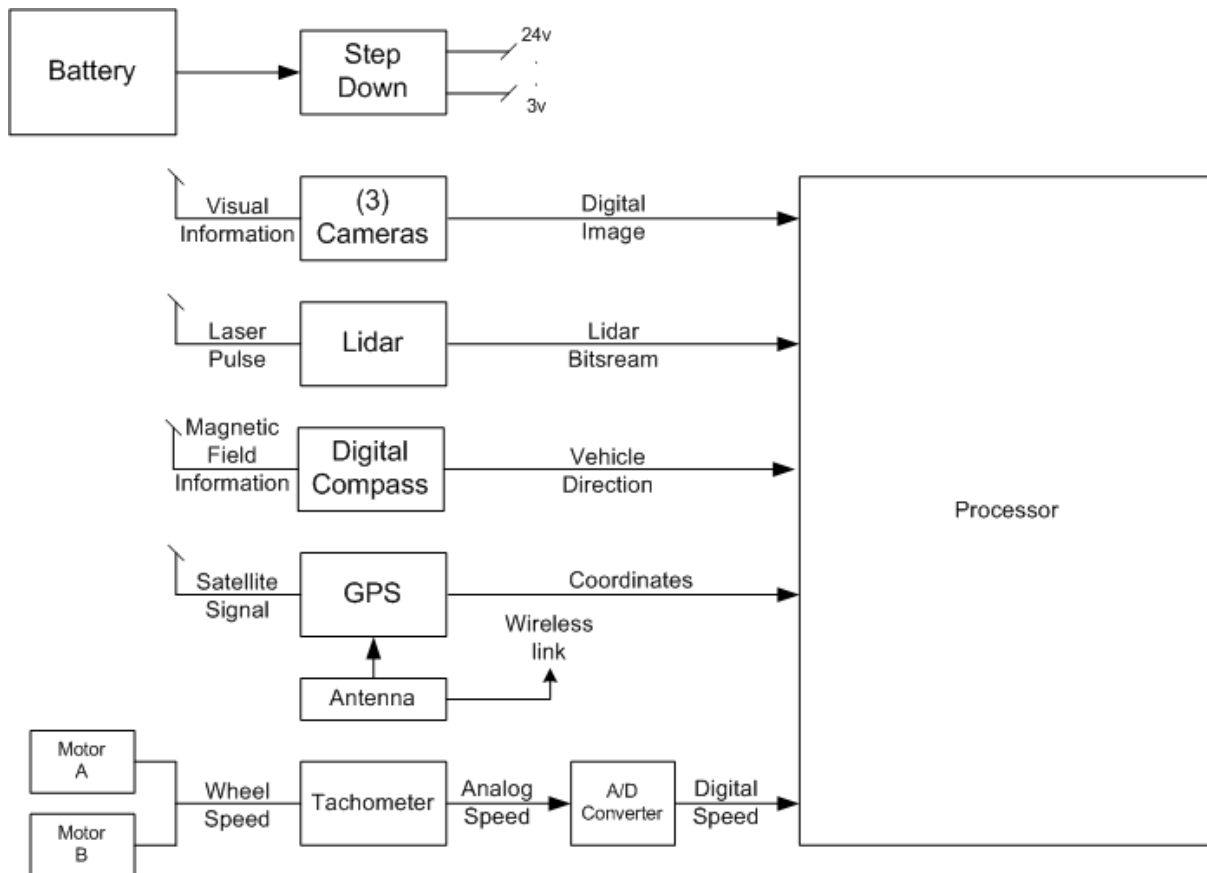 Battery
Step
Down
24v
.
.
3v
Visual
Information
(3)
Cameras
Digital
Image
Laser
Pulse
Lidar
Lidar
Bitsream
Magnetic
Field
Information
Digital
Compass
Vehicle
Direction
Processor
Satellite
Signal
GPS
Coordinates
Wireless
link
Antenna
Motor
A
Motor
B
Wheel
Speed
Tachometer
Analog
Speed
A/D
Converter
Digital
Speed